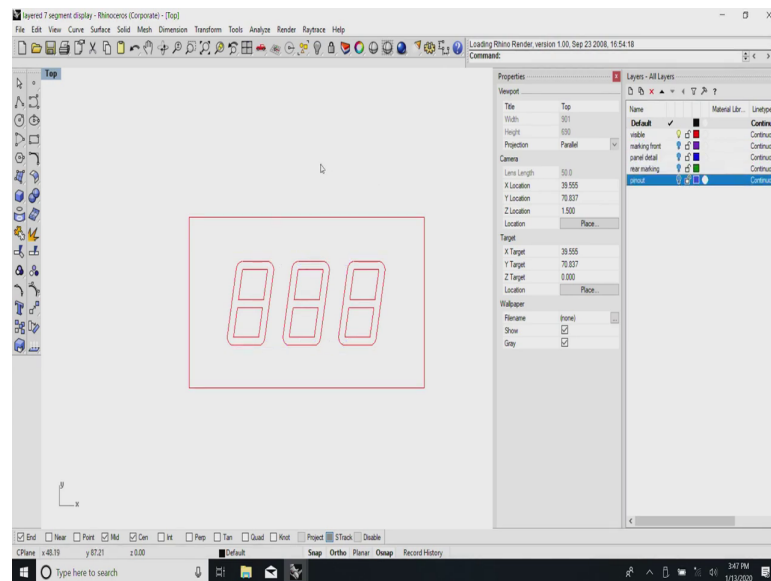 layered 7 segment display - Rhinoceros (Corporate) - [Top]
File Edit View Curve Surface Solid Mesh Dimension Transform Tools Analyze Render Raytrace Help
Loading Rhino Render, version 1.00, Sep 23 2008, 16:54:18
Command:
Top
Properties
Viewport
Title Top
Width 901
Height 690
Projection Parallel
Camera
Lens Length 50.0
X Location 39.555
Y Location 70.837
Z Location 1.500
Location Place...
Target
X Target 39.555
Y Target 70.837
Z Target 0.000
Location Place...
Wallpaper
Filename (none) ...
Show
Gray
Layers - All Layers
Name Material Libr... Linetype
Default Contin
visible Continuc
marking front Continuc
panel detail Continuc
rear marking Continuc
pinout Continuc
888
y
x
End Near Point Mid Cen Int Perp Tan Quad Knot Project STrack Disable
CPlane x 48.19 y 87.21 z 0.00 Default Snap Ortho Planar Osnap Record History
Type here to search
3:47 PM
1/13/2020